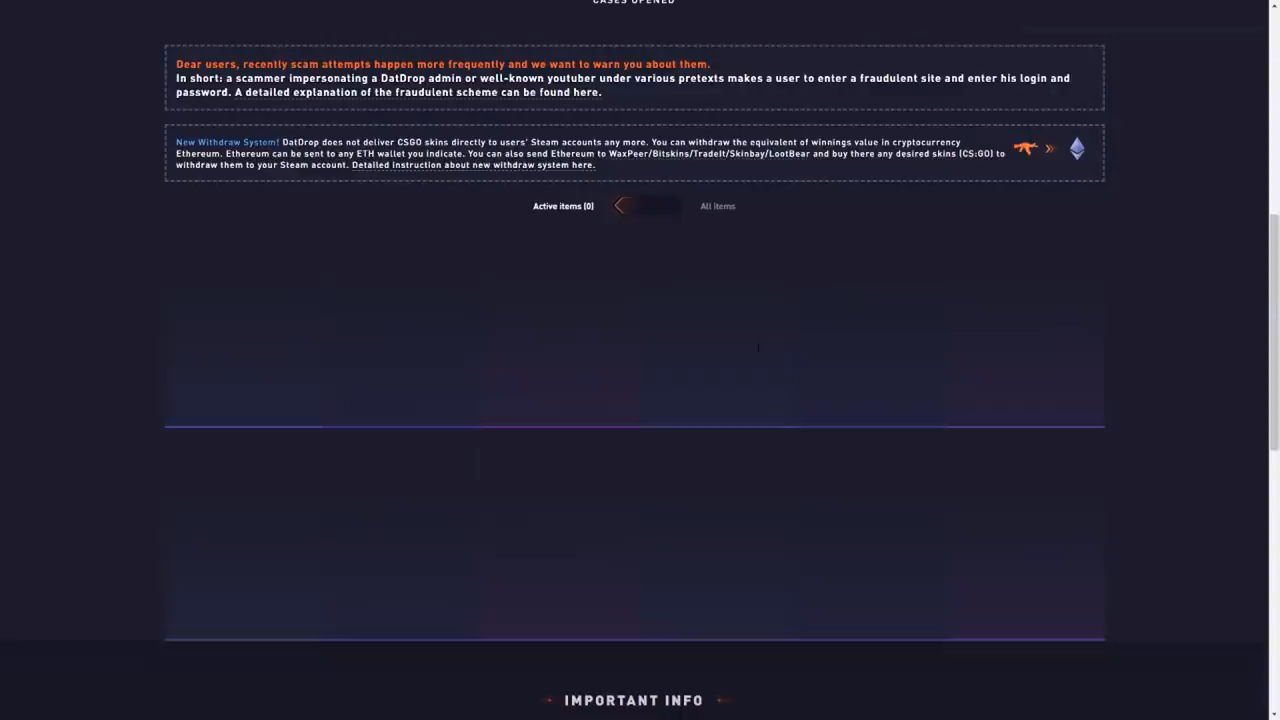 CASES OPENED
Dear users, recently scam attempts happen more frequently and we want to warn you about them.
In short: a scammer impersonating a DatDrop admin or well-known youtuber under various pretexts makes a user to enter a fraudulent site and enter his login and
password. A detailed explanation of the fraudulent scheme can be found here.
New Withdraw System! DatDrop does not deliver CSGO skins directly to users' Steam accounts any more. You can withdraw the equivalent of winnings value in cryptocurrency
Ethereum. Ethereum can be sent to any ETH wallet you indicate. You can also send Ethereum to WaxPeer/Bitskins/TradeIt/Skinbay/LootBear and buy there any desired skins (CS:GO) to
withdraw them to your Steam account. Detailed instruction about new withdraw system here.
Active items (0) All items
IMPORTANT INFO